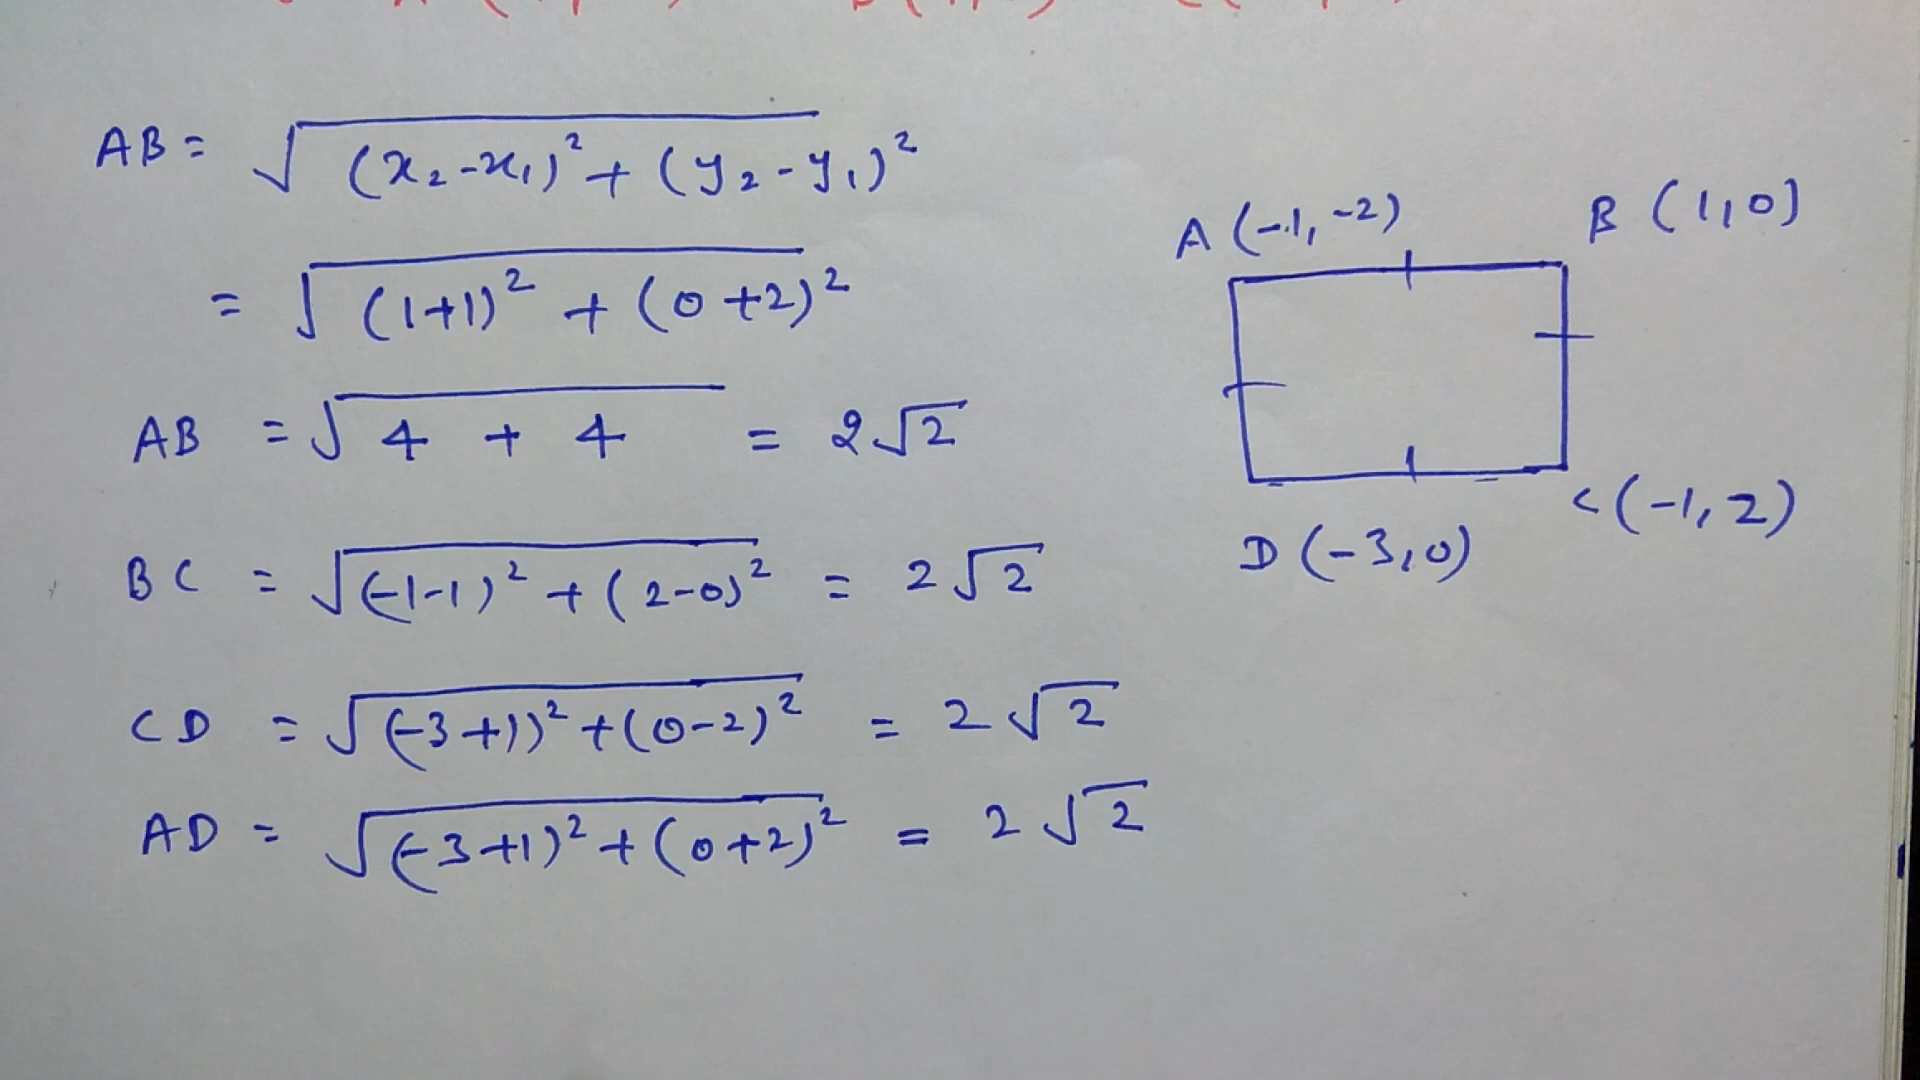 AB = √(x₂-x₁)² + (y₂-y₁)²
= √(1+1)² + (0+2)²
AB = √4 + 4 = 2√2
BC = √(-1-1)² + (2-0)² = 2√2
CD = √(-3+1)² + (0-2)² = 2√2
AD = √(-3+1)² + (0+2)² = 2√2
A (-1, -2)
B (1,0)
C (-1, 2)
D (-3,0)